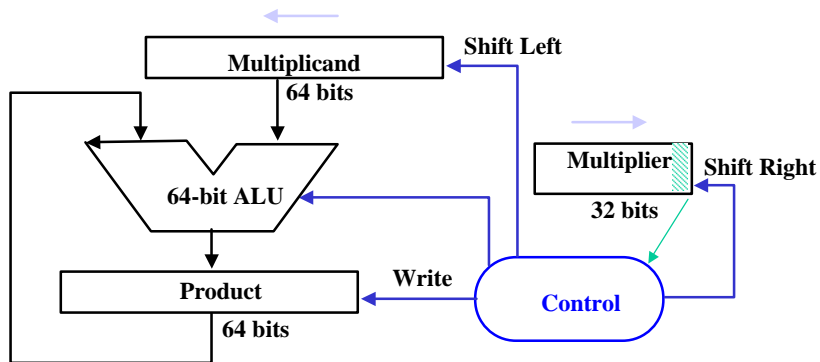 Shift Left
Multiplicand
64 bits
Multiplier
Shift Right
64-bit ALU
32 bits
Write
Product
Control
64 bits